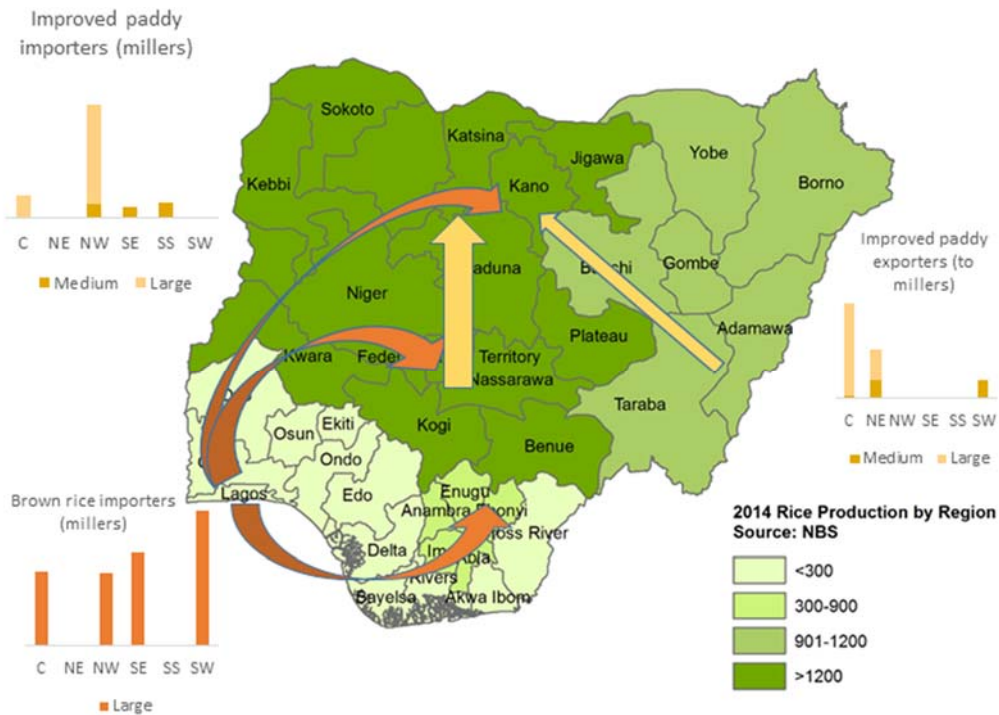 Improved paddy
importers (millers)
C NE NW SE SS SW
Medium Large
Sokoto
Katsina
Jigawa
Yobe
Borno
Kebbi
Kano
Gombe
Niger
Plateau
Adamawa
Kwara
Territory
Nassarawa
Taraba
Kogi
Benue
Osun
Ekiti
Ondo
Edo
Lagos
Enugu
Anambra
Delta
Rivers
Bayelsa
Akwa Ibom
Improved paddy
exporters (to
millers)
C NE NW SE SS SW
Medium Large
Brown rice importers
(millers)
C NE NW SE SS SW
Large
2014 Rice Production by Region
Source: NBS
<300
300-900
901-1200
>1200